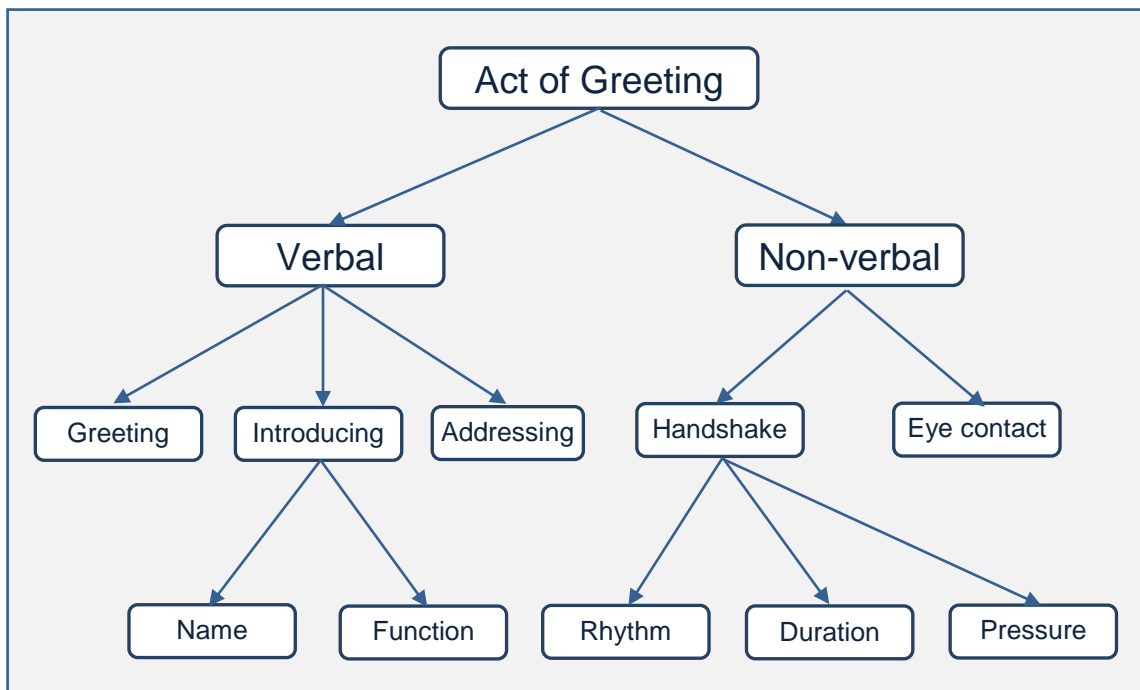 Act of Greeting
Verbal
Non-verbal
Greeting
Introducing
Addressing
Handshake
Eye contact
Name
Function
Rhythm
Duration
Pressure